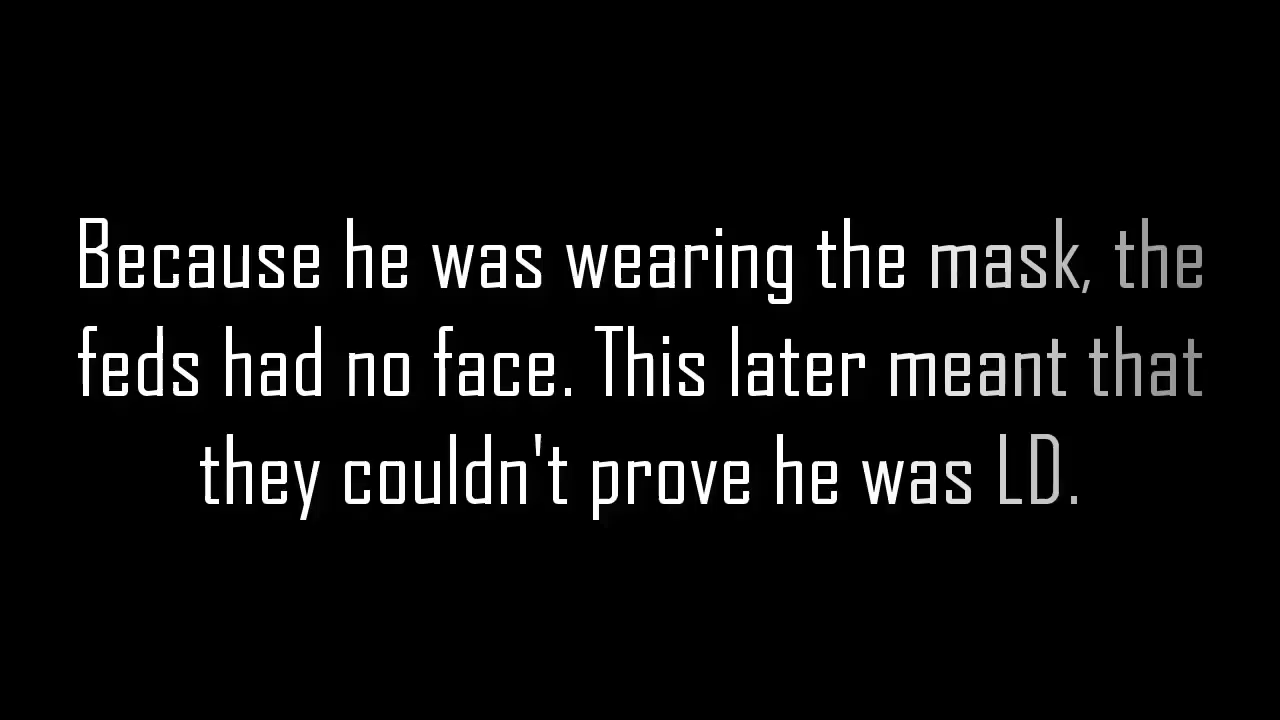 Because he was wearing the mask, the
feds had no face. This later meant that
they couldn't prove he was LD.